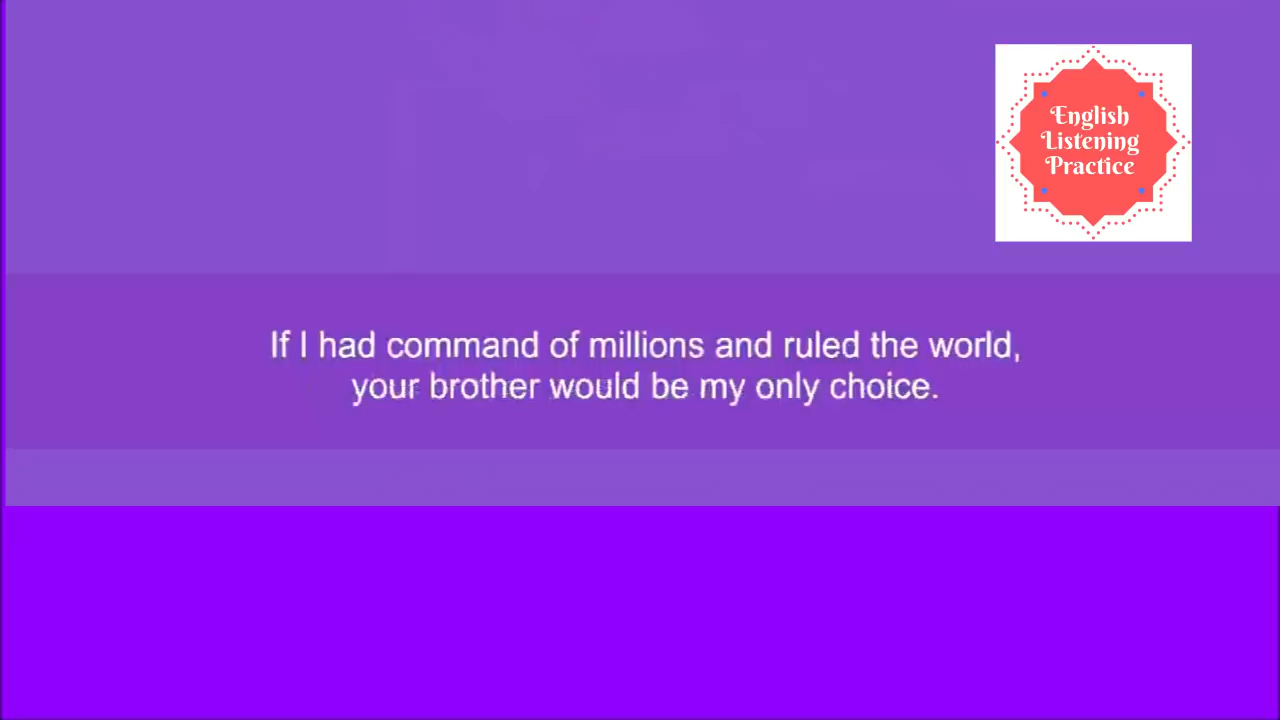 English
Listening
Practice
If I had command of millions and ruled the world,
your brother would be my only choice.